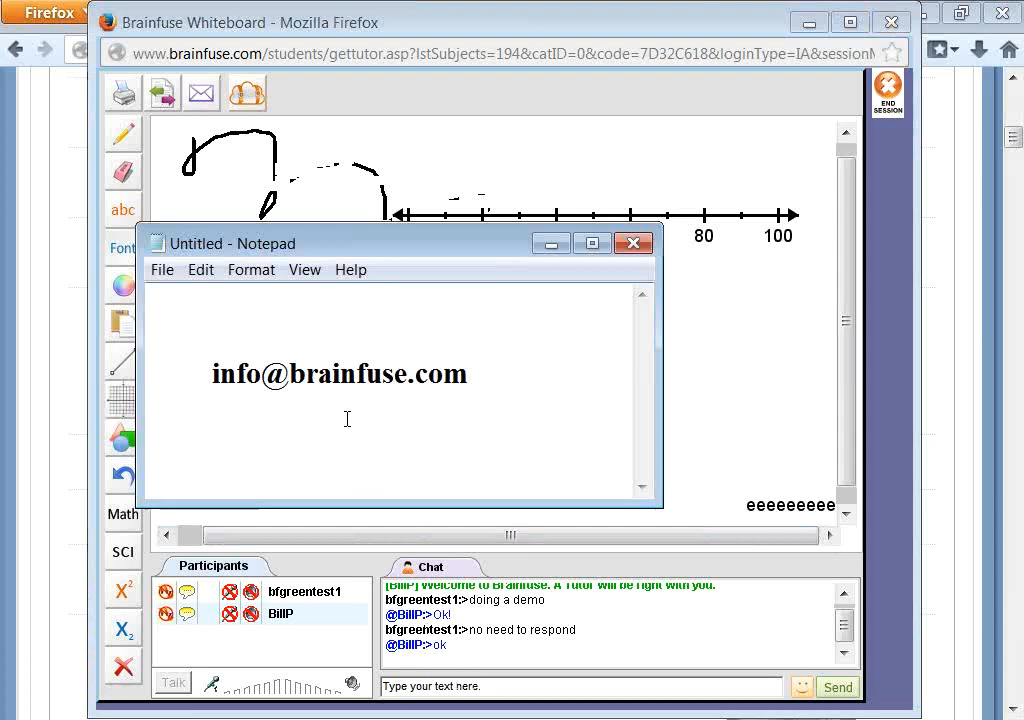 Firefox
Brainfuse Whiteboard - Mozilla Firefox
www.brainfuse.com/students/gettutor.asp?lstSubjects=194&catID=0&code=7D32C618&loginType=IA&sessionM
END
SESSION
abc
Font
80
100
Untitled - Notepad
File Edit Format View Help
info@brainfuse.com
eeeeeeeee
Math
SCI
X²
X₂
Participants
bfgreentest1
BillP
Talk
Chat
[BillP] Welcome to Brainfuse. A Tutor will be right with you.
bfgreentest1:>doing a demo
@BillP:>Ok!
bfgreentest1:>no need to respond
@BillP:>ok
Type your text here.
Send